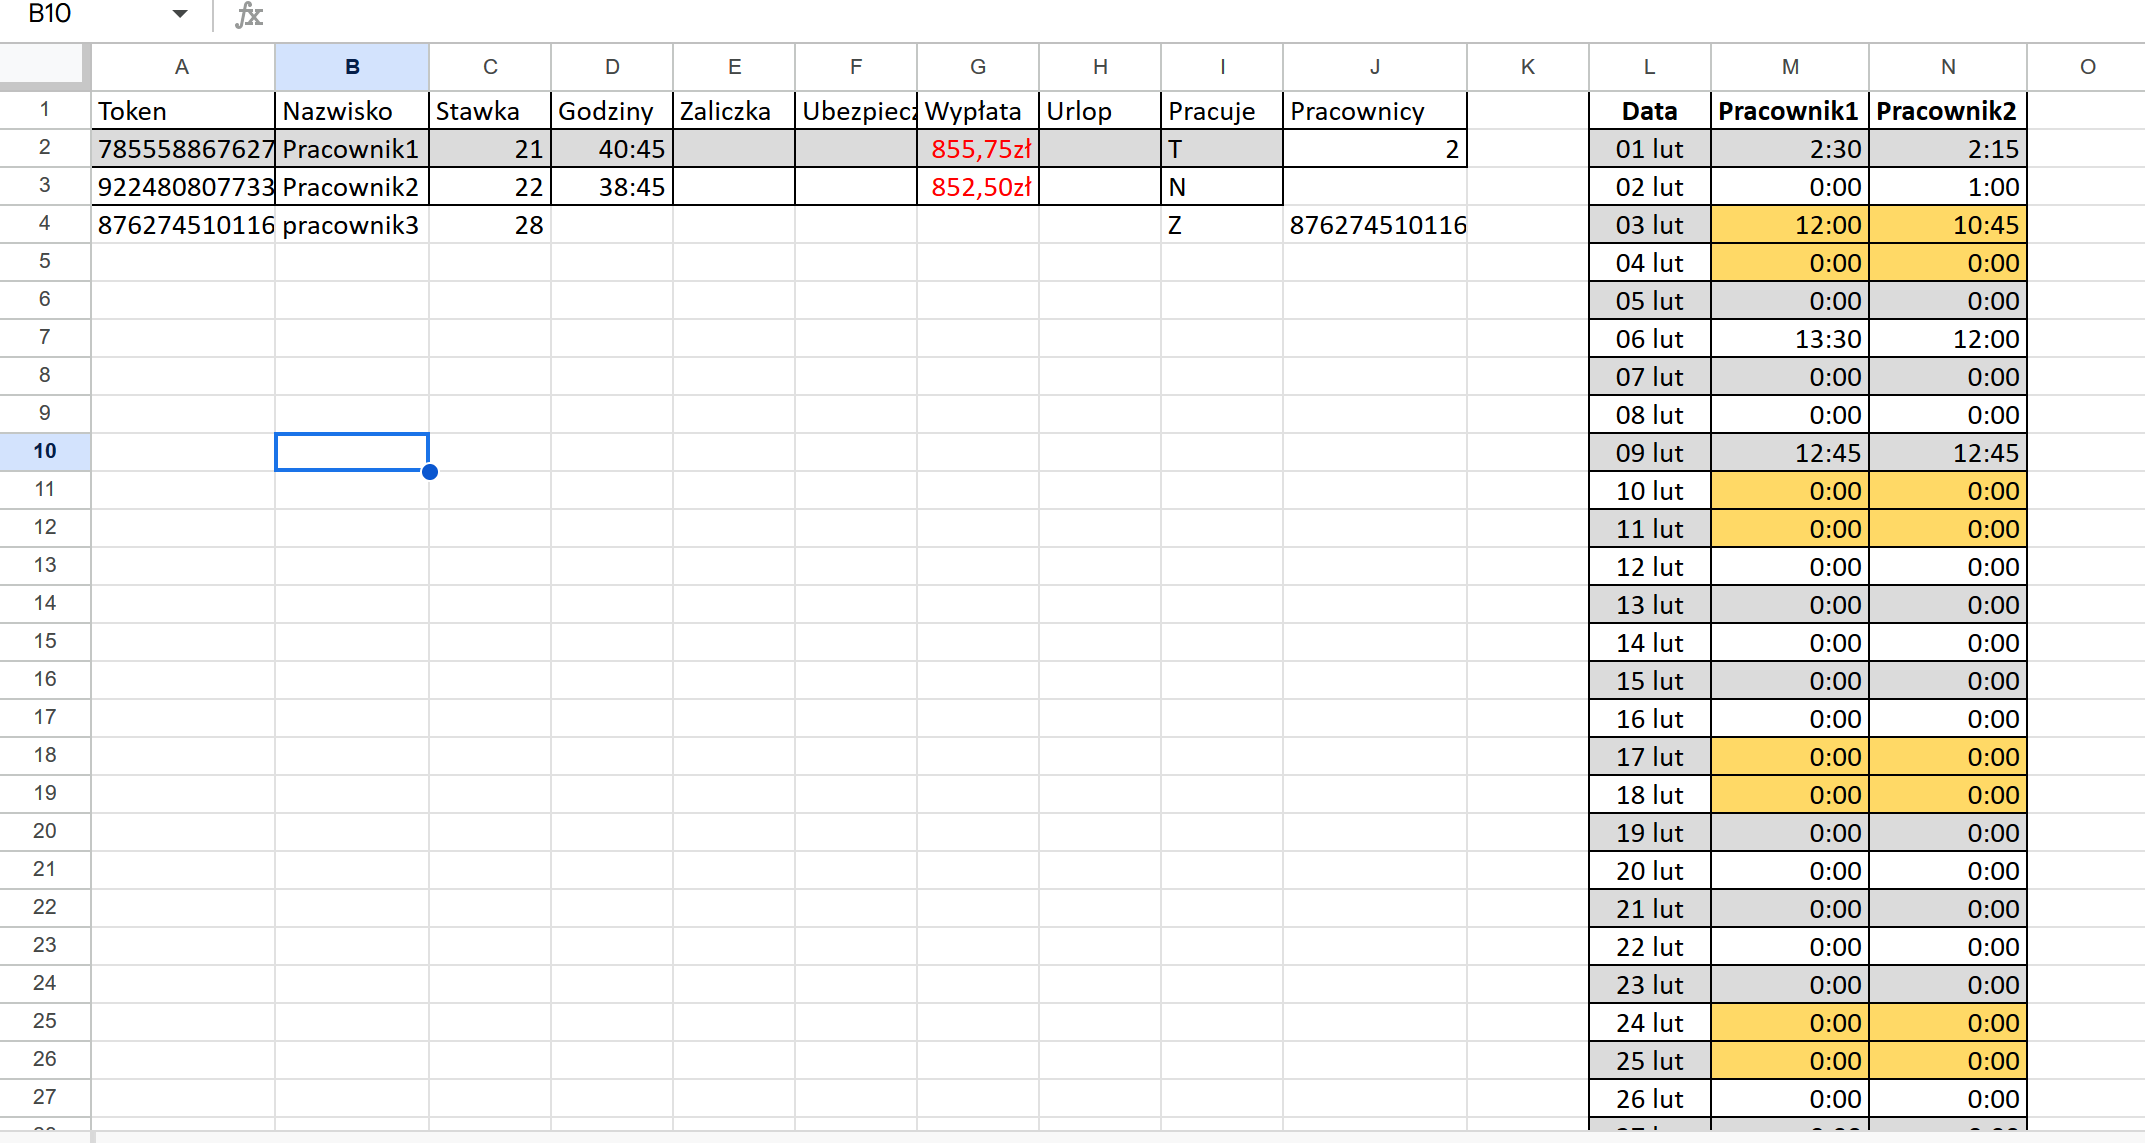 B10
A B C D E F G H I J K L M N O
1 Token Nazwisko Stawka Godziny Zaliczka Ubezpiecz Wypłata Urlop Pracuje Pracownicy Data Pracownik1 Pracownik2
2 785558867627 Pracownik1 21 40:45 855,75zł T 2 01 lut 2:30 2:15
3 922480807733 Pracownik2 22 38:45 852,50zł N 02 lut 0:00 1:00
4 876274510116 pracownik3 28 Z 876274510116 03 lut 12:00 10:45
5 04 lut 0:00 0:00
6 05 lut 0:00 0:00
7 06 lut 13:30 12:00
8 07 lut 0:00 0:00
9 08 lut 0:00 0:00
10 09 lut 12:45 12:45
11 10 lut 0:00 0:00
12 11 lut 0:00 0:00
13 12 lut 0:00 0:00
14 13 lut 0:00 0:00
15 14 lut 0:00 0:00
16 15 lut 0:00 0:00
17 16 lut 0:00 0:00
18 17 lut 0:00 0:00
19 18 lut 0:00 0:00
20 19 lut 0:00 0:00
21 20 lut 0:00 0:00
22 21 lut 0:00 0:00
23 22 lut 0:00 0:00
24 23 lut 0:00 0:00
25 24 lut 0:00 0:00
26 25 lut 0:00 0:00
27 26 lut 0:00 0:00